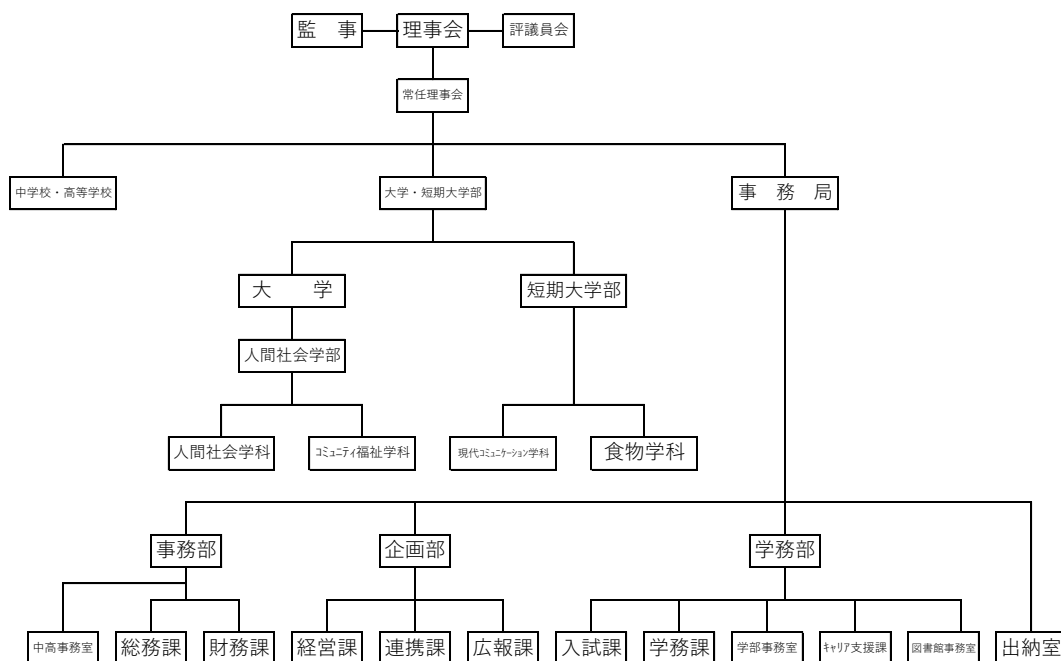 監　事
理事会
評議員会
常任理事会
中学校・高等学校
大学・短期大学部
事　務　局
大　　学
短期大学部
人間社会学部
人間社会学科
ｺﾐｭﾆﾃｨ福祉学科
現代ｺﾐｭﾆｹｰｼｮﾝ学科
食物学科
事務部
企画部
学務部
中高事務室
総務課
財務課
経営課
連携課
広報課
入試課
学務課
学部事務室
ｷｬﾘｱ支援課
図書館事務室
出納室